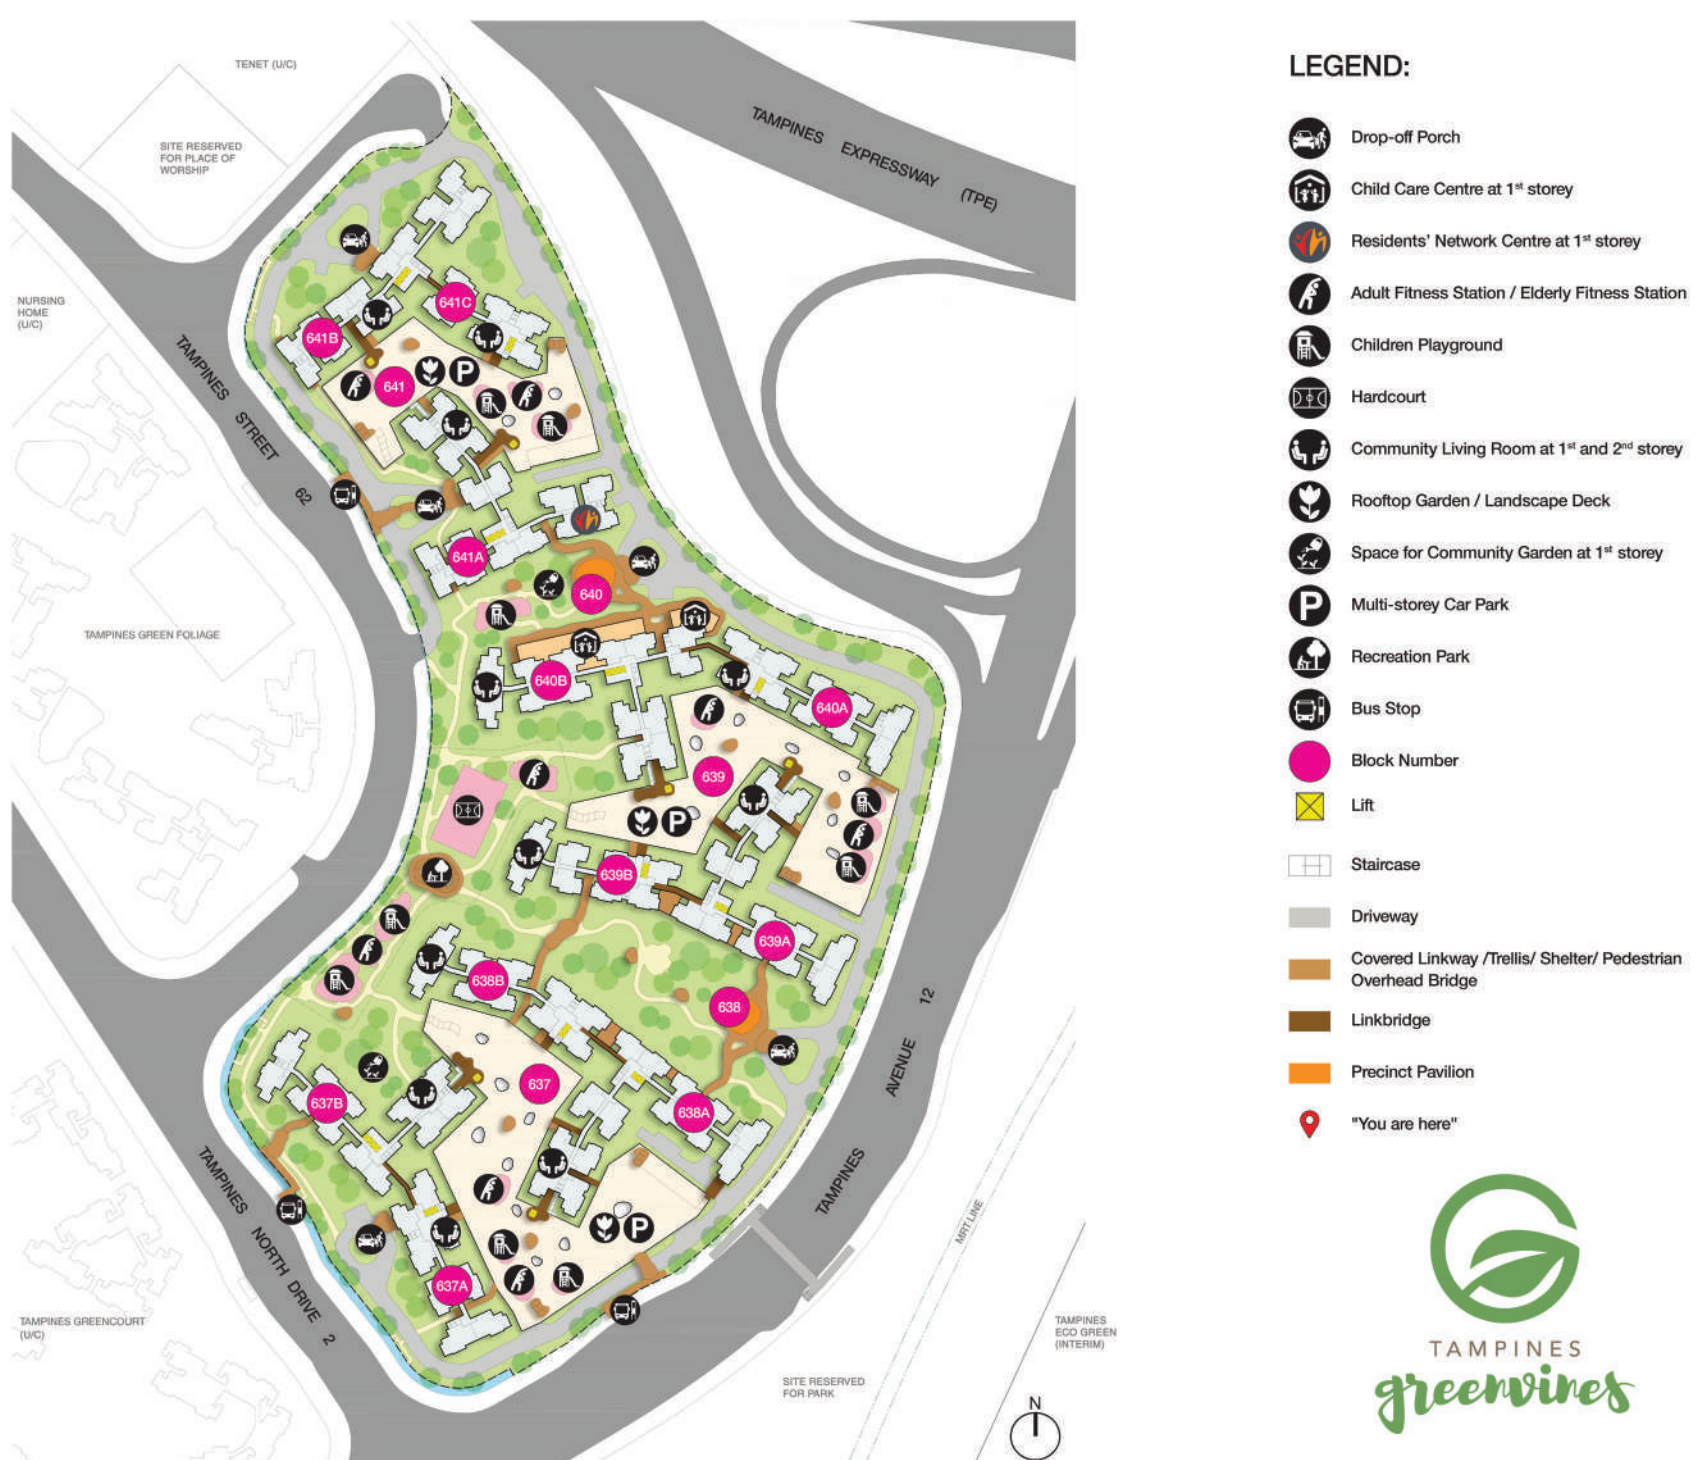 TENET (U/C)
SITE RESERVED
FOR PLACE OF
WORSHIP
NURSING
HOME
(U/C)
TAMPINES EXPRESSWAY (TPE)
TAMPINES STREET 62
641C
641B
641
P
641A
640
TAMPINES GREEN FOLIAGE
640B
640A
639
P
639B
639A
638B
638
637
637B
638A
P
637A
TAMPINES AVENUE 12
TAMPINES NORTH DRIVE 2
MRT LINE
TAMPINES GREENCOURT
(U/C)
TAMPINES
ECO GREEN
(INTERIM)
SITE RESERVED
FOR PARK
N
LEGEND:
Drop-off Porch
Child Care Centre at 1st storey
Residents' Network Centre at 1st storey
Adult Fitness Station / Elderly Fitness Station
Children Playground
Hardcourt
Community Living Room at 1st and 2nd storey
Rooftop Garden / Landscape Deck
Space for Community Garden at 1st storey
P Multi-storey Car Park
Recreation Park
Bus Stop
Block Number
Lift
Staircase
Driveway
Covered Linkway /Trellis/ Shelter/ Pedestrian
Overhead Bridge
Linkbridge
Precinct Pavilion
"You are here"
TAMPINES
greenvines